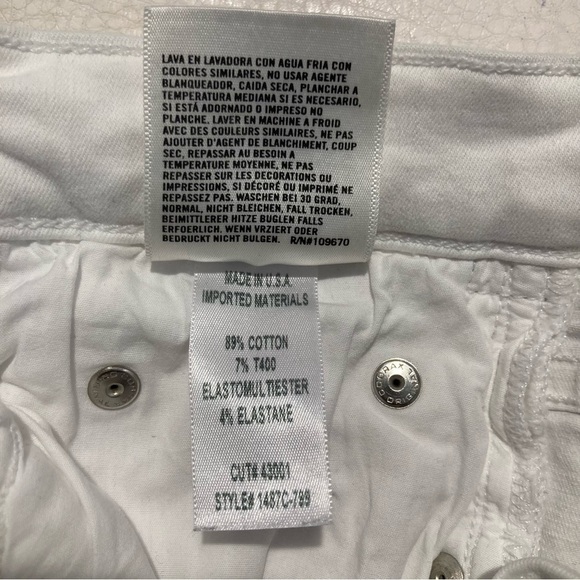 LAVA EN LAVADORA CON AGUA FRIA CON
COLORES SIMILARES, NO USAR AGENTE
BLANQUEADOR, CAIDA SECA, PLANCHAR A
TEMPERATURA MEDIANA SI ES NECESARIO,
SI ESTÁ ADORNADO O IMPRESO NO
PLANCHE. LAVER EN MACHINE A FROID
AVEC DES COULEURS SIMILAIRES, NE PAS
AJOUTER D'AGENT DE BLANCHIMENT, COUP
SEC, REPASSAR AU BESOIN A
TEMPERATURE MOYENNE, NE PAS
REPASSER SUR LES DECORATIONS OU
IMPRESSIONS, SI DÉCORÉ OU IMPRIMÉ NE
REPASSEZ PAS. WASCHEN BEI 30 GRAD,
NORMAL, NICHT BLEICHEN, FALL TROCKEN,
BEIMITTLERER HITZE BUGLEN FALLS
ERFOERLICH. WENN VRZIERT ODER
BEDRUCKT NICHT BULGEN. R/N#109670
MADE IN U.S.A.
IMPORTED MATERIALS
89% COTTON
7% T400
ELASTOMULTIESTER
4% ELASTANE
CUT# 43001
STYLE# 1487C-799